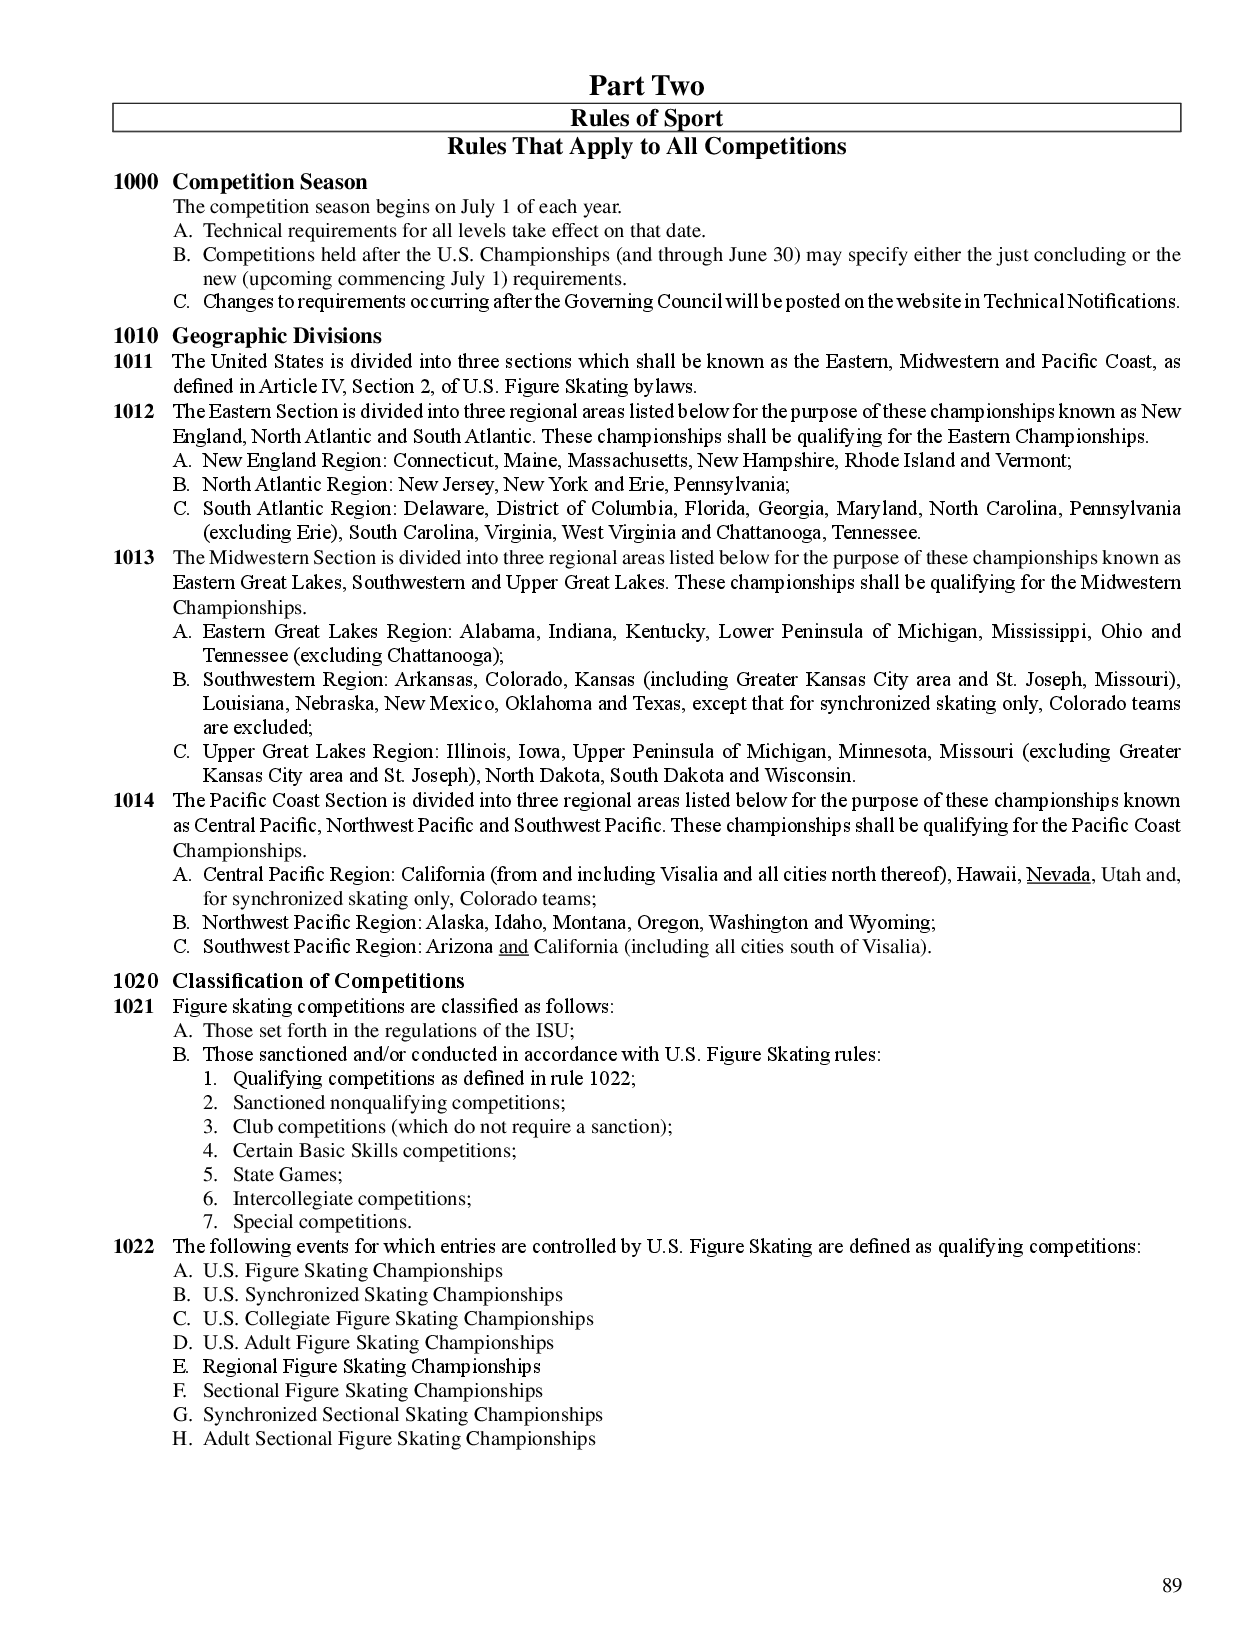 Part Two
Rules of Sport
Rules That Apply to All Competitions
1000 Competition Season
The competition season begins on July 1 of each year.
A. Technical requirements for all levels take effect on that date.
B. Competitions held after the U.S. Championships (and through June 30) may specify either the just concluding or the
new (upcoming commencing July 1) requirements.
C. Changes to requirements occurring after the Governing Council will be posted on the website in Technical Notifications.
1010 Geographic Divisions
1011 The United States is divided into three sections which shall be known as the Eastern, Midwestern and Pacific Coast, as
defined in Article IV, Section 2, of U.S. Figure Skating bylaws.
1012 The Eastern Section is divided into three regional areas listed below for the purpose of these championships known as New
England, North Atlantic and South Atlantic. These championships shall be qualifying for the Eastern Championships.
A. New England Region: Connecticut, Maine, Massachusetts, New Hampshire, Rhode Island and Vermont;
B. North Atlantic Region: New Jersey, New York and Erie, Pennsylvania;
C. South Atlantic Region: Delaware, District of Columbia, Florida, Georgia, Maryland, North Carolina, Pennsylvania
(excluding Erie), South Carolina, Virginia, West Virginia and Chattanooga, Tennessee.
1013 The Midwestern Section is divided into three regional areas listed below for the purpose of these championships known as
Eastern Great Lakes, Southwestern and Upper Great Lakes. These championships shall be qualifying for the Midwestern
Championships.
A. Eastern Great Lakes Region: Alabama, Indiana, Kentucky, Lower Peninsula of Michigan, Mississippi, Ohio and
Tennessee (excluding Chattanooga);
B. Southwestern Region: Arkansas, Colorado, Kansas (including Greater Kansas City area and St. Joseph, Missouri),
Louisiana, Nebraska, New Mexico, Oklahoma and Texas, except that for synchronized skating only, Colorado teams
are excluded;
C. Upper Great Lakes Region: Illinois, Iowa, Upper Peninsula of Michigan, Minnesota, Missouri (excluding Greater
Kansas City area and St. Joseph), North Dakota, South Dakota and Wisconsin.
1014 The Pacific Coast Section is divided into three regional areas listed below for the purpose of these championships known
as Central Pacific, Northwest Pacific and Southwest Pacific. These championships shall be qualifying for the Pacific Coast
Championships.
A. Central Pacific Region: California (from and including Visalia and all cities north thereof), Hawaii, Nevada, Utah and,
for synchronized skating only, Colorado teams;
B. Northwest Pacific Region: Alaska, Idaho, Montana, Oregon, Washington and Wyoming;
C. Southwest Pacific Region: Arizona and California (including all cities south of Visalia).
1020 Classification of Competitions
1021 Figure skating competitions are classified as follows:
A. Those set forth in the regulations of the ISU;
B. Those sanctioned and/or conducted in accordance with U.S. Figure Skating rules:
1. Qualifying competitions as defined in rule 1022;
2. Sanctioned nonqualifying competitions;
3. Club competitions (which do not require a sanction);
4. Certain Basic Skills competitions;
5. State Games;
6. Intercollegiate competitions;
7. Special competitions.
1022 The following events for which entries are controlled by U.S. Figure Skating are defined as qualifying competitions:
A. U.S. Figure Skating Championships
B. U.S. Synchronized Skating Championships
C. U.S. Collegiate Figure Skating Championships
D. U.S. Adult Figure Skating Championships
E. Regional Figure Skating Championships
F. Sectional Figure Skating Championships
G. Synchronized Sectional Skating Championships
H. Adult Sectional Figure Skating Championships
89